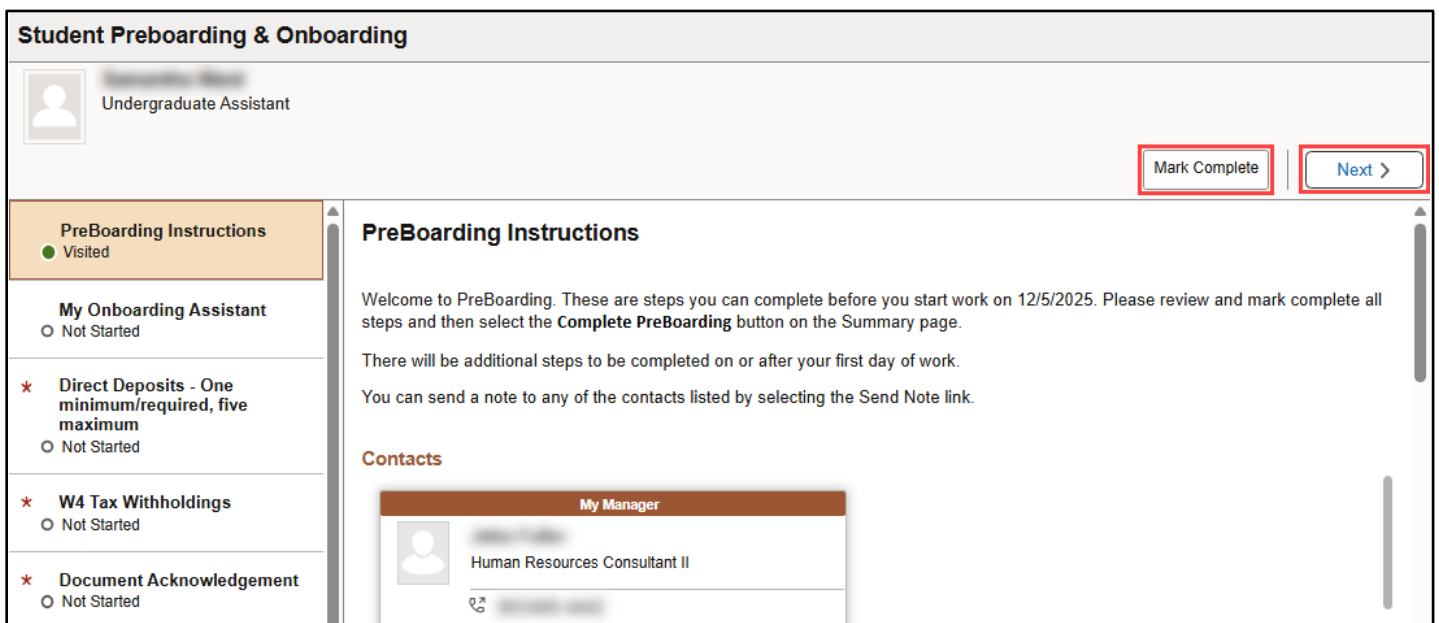 Student Preboarding & Onboarding
Undergraduate Assistant
Mark Complete
Next
PreBoarding Instructions
Visited
My Onboarding Assistant
Not Started
* Direct Deposits - One
minimum/required, five
maximum
Not Started
* W4 Tax Withholdings
Not Started
* Document Acknowledgement
Not Started
PreBoarding Instructions
Welcome to PreBoarding. These are steps you can complete before you start work on 12/5/2025. Please review and mark complete all
steps and then select the Complete PreBoarding button on the Summary page.
There will be additional steps to be completed on or after your first day of work.
You can send a note to any of the contacts listed by selecting the Send Note link.
Contacts
My Manager
Human Resources Consultant II